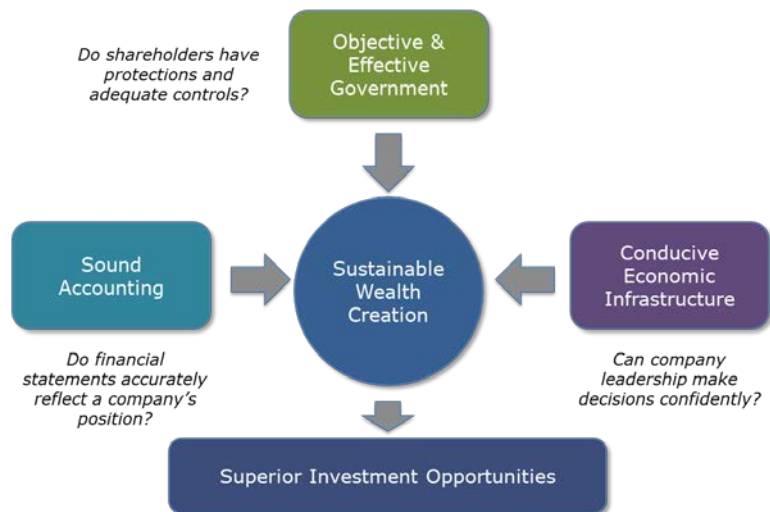 Do shareholders have
protections and
adequate controls?
Objective &
Effective
Government
Sound
Accounting
Sustainable
Wealth
Creation
Conducive
Economic
Infrastructure
Do financial
statements accurately
reflect a company’s
position?
Can company
leadership make
decisions confidently?
Superior Investment Opportunities